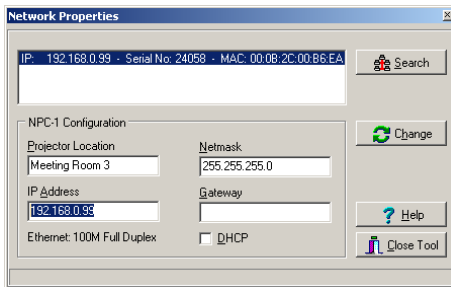 Network Properties
IP: 192.168.0.99 - Serial No: 24058 - MAC: 00:0B:2C:00:B6:EA
Search
NPC-1 Configuration
Projector Location
Netmask
Change
Meeting Room 3
255.255.255.0
IP Address
Gateway
192.168.0.99
Help
Ethernet: 100M Full Duplex
DHCP
Close Tool